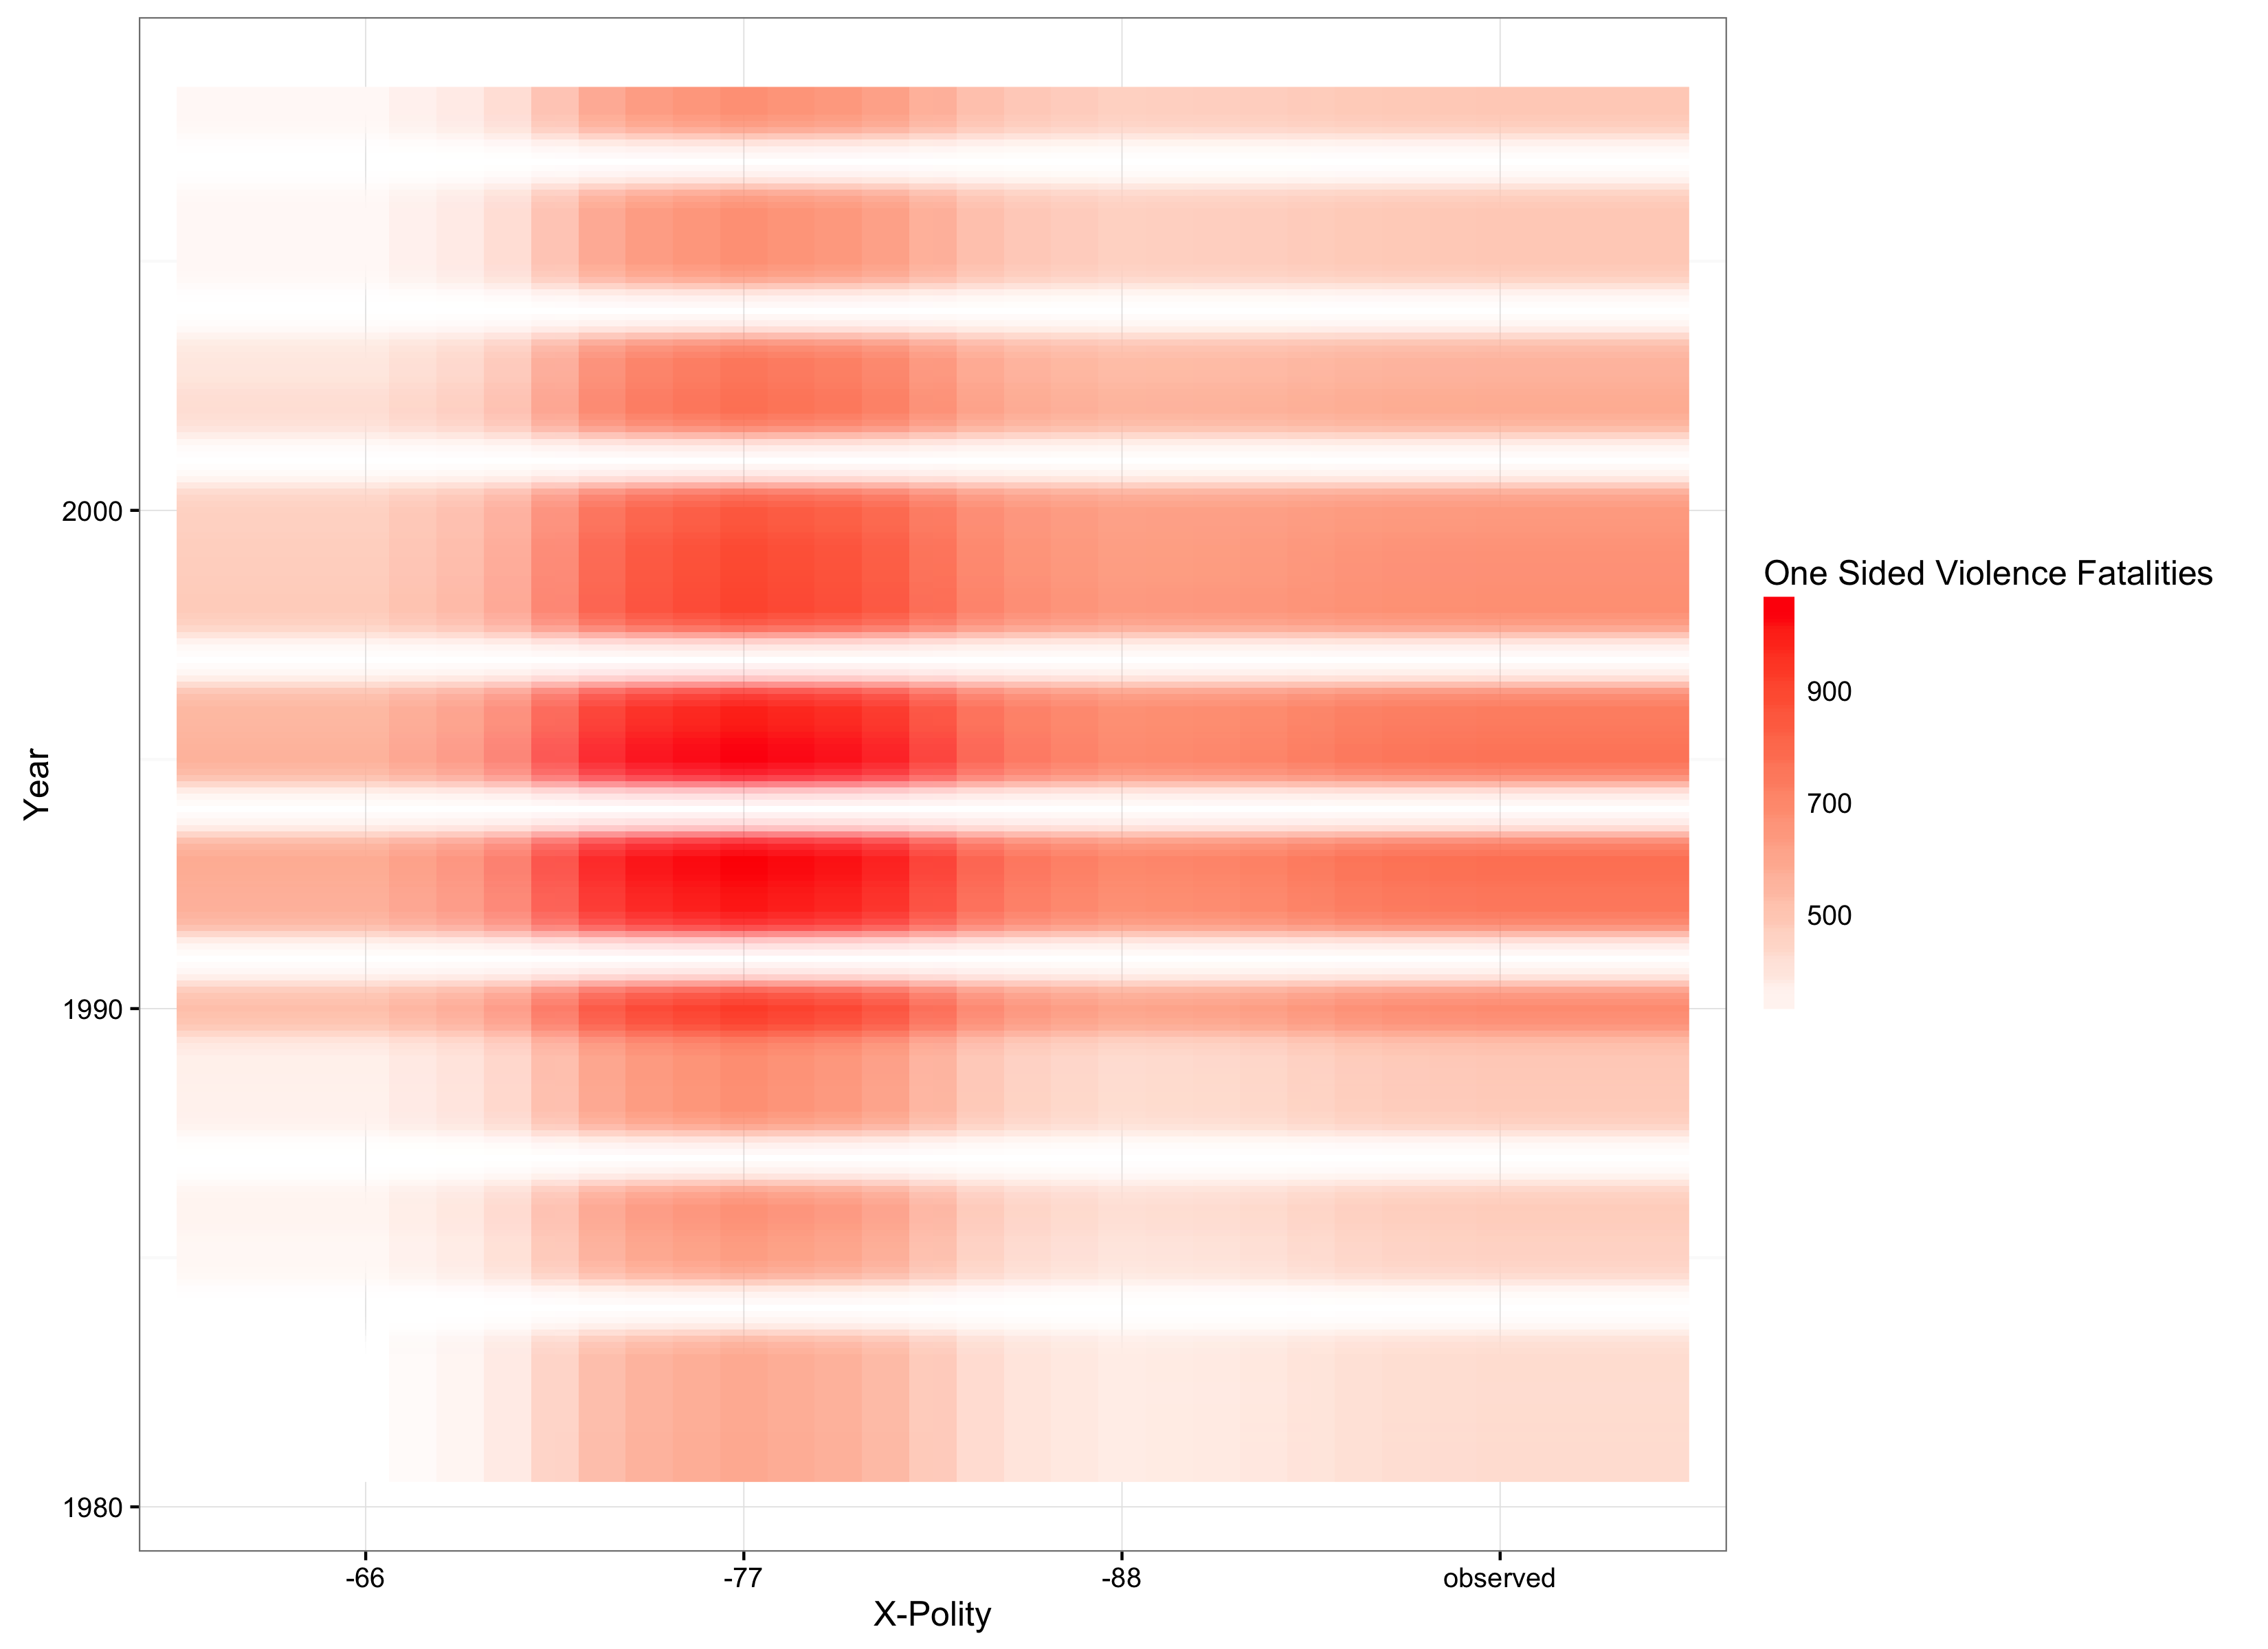 2000
1990
1980
Year
-66
-77
-88
observed
X-Polity
One Sided Violence Fatalities
900
700
500